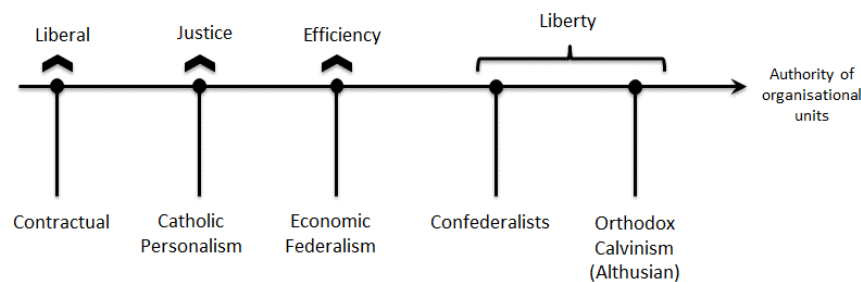 Liberal
Justice
Efficiency
Liberty
Authority of
organisational
units
Contractual
Catholic
Personalism
Economic
Federalism
Confederalists
Orthodox
Calvinism
(Althusian)